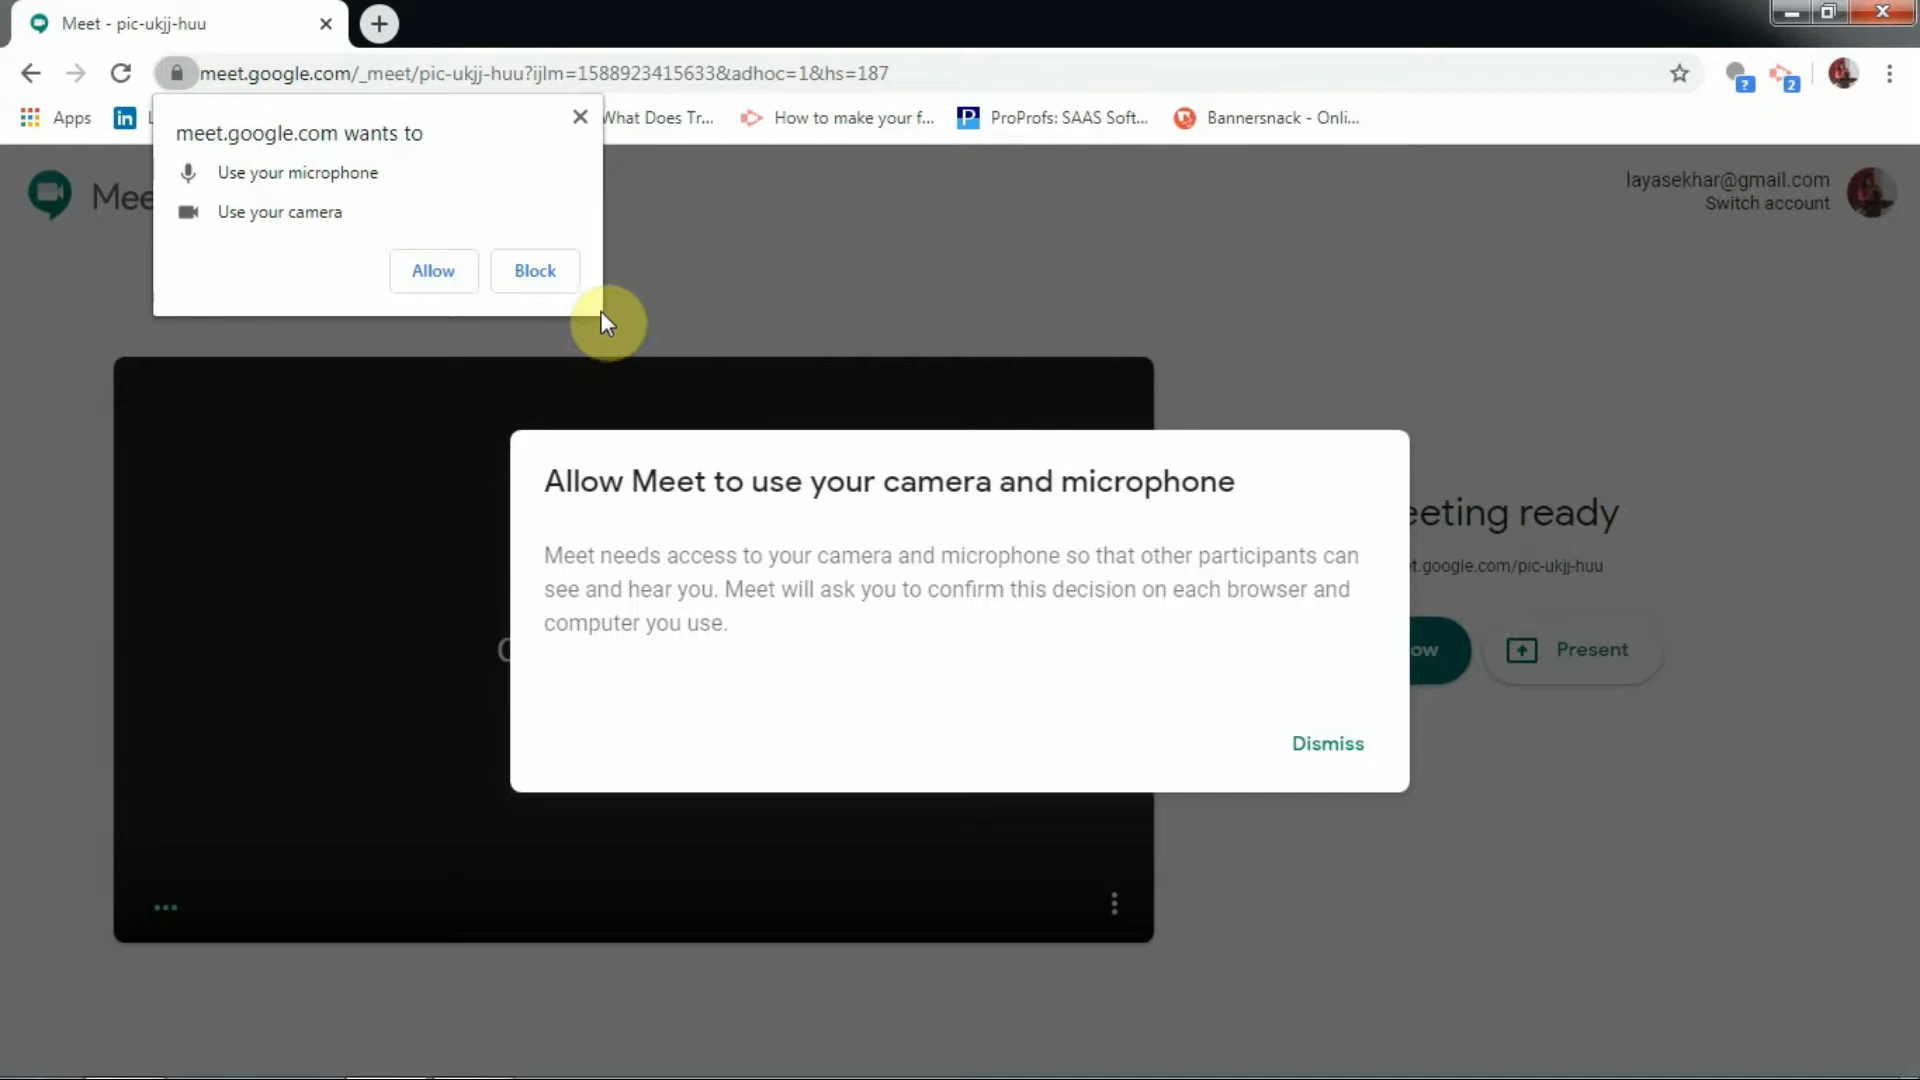 Meet - pic-ukjj-huu
meet.google.com/_meet/pic-ukjj-huu?ijlm=1588923415633&adhoc=1&hs=187
?
2
Apps
in
What Does Tr...
How to make your f...
P
ProProfs: SAAS Soft...
Bannersnack - Onli...
meet.google.com wants to
Use your microphone
Use your camera
Allow
Block
layasekhar@gmail.com
Switch account
Allow Meet to use your camera and microphone
Meet needs access to your camera and microphone so that other participants can
see and hear you. Meet will ask you to confirm this decision on each browser and
computer you use.
Dismiss
ready
t.google.com/pic-ukjj-huu
Present